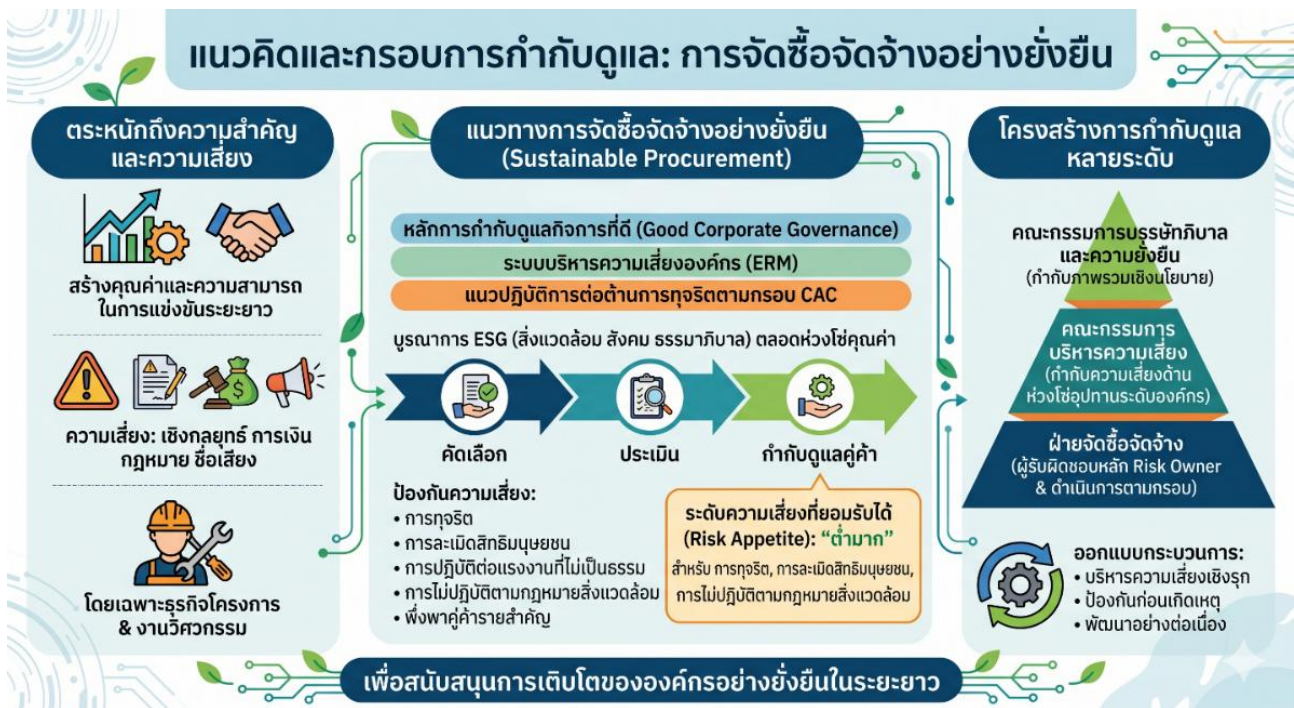 แนวคิดและกรอบการกำกับดูแล: การจัดซื้อจัดจ้างอย่างยั่งยืน
ตระหนักถึงความสำคัญ
และความเสี่ยง
สร้างคุณค่าและความสามารถ
ในการแข่งขันระยะยาว
ความเสี่ยง: เชิงกลยุทธ์ การเงิน
กฎหมาย ชื่อเสียง
โดยเฉพาะธุรกิจโครงการ
& งานวิศวกรรม
แนวทางการจัดซื้อจัดจ้างอย่างยั่งยืน
(Sustainable Procurement)
หลักการกำกับดูแลกิจการที่ดี (Good Corporate Governance)
ระบบบริหารความเสี่ยงองค์กร (ERM)
แนวปฏิบัติการต่อต้านการทุจริตตามกรอบ CAC
บูรณาการ ESG (สิ่งแวดล้อม สังคม ธรรมาภิบาล) ตลอดห่วงโซ่คุณค่า
คัดเลือก
ประเมิน
กำกับดูแลคู่ค้า
ป้องกันความเสี่ยง:
• การทุจริต
• การละเมิดสิทธิมนุษยชน
• การปฏิบัติต่อแรงงานที่ไม่เป็นธรรม
• การไม่ปฏิบัติตามกฎหมายสิ่งแวดล้อม
• พึ่งพาคู่ค้ารายสำคัญ
ระดับความเสี่ยงที่ยอมรับได้
(Risk Appetite): “ต่ำมาก”
สำหรับ การทุจริต, การละเมิดสิทธิมนุษยชน,
การไม่ปฏิบัติตามกฎหมายสิ่งแวดล้อม
โครงสร้างการกำกับดูแล
หลายระดับ
คณะกรรมการบรรษัทภิบาล
และความยั่งยืน
(กำกับภาพรวมเชิงนโยบาย)
คณะกรรมการ
บริหารความเสี่ยง
(กำกับความเสี่ยงด้าน
ห่วงโซ่อุปทานระดับองค์กร)
ฝ่ายจัดซื้อจัดจ้าง
(ผู้รับผิดชอบหลัก Risk Owner
& ดำเนินการตามกรอบ)
ออกแบบกระบวนการ:
• บริหารความเสี่ยงเชิงรุก
• ป้องกันก่อนเกิดเหตุ
• พัฒนาอย่างต่อเนื่อง
เพื่อสนับสนุนการเติบโตขององค์กรอย่างยั่งยืนในระยะยาว